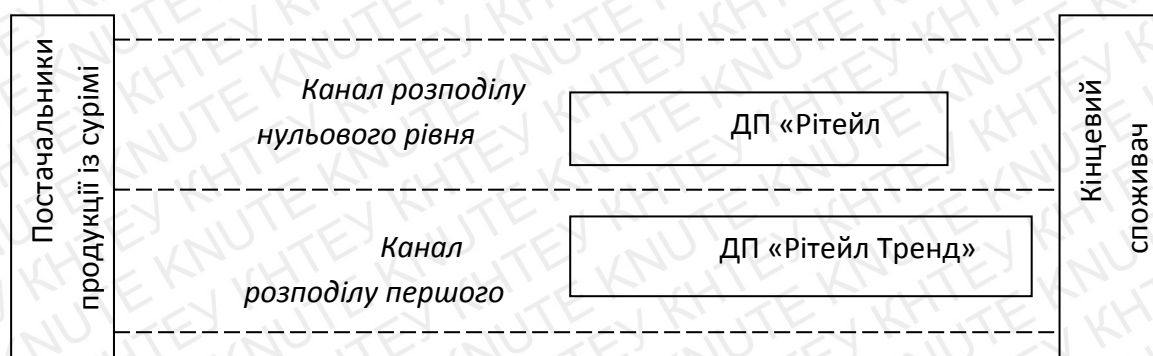 Постачальники
продукції із сурімі
Канал розподілу
нульового рівня
ДП «Рітейл
Канал
розподілу першого
ДП «Рітейл Тренд»
Кінцевий
споживач